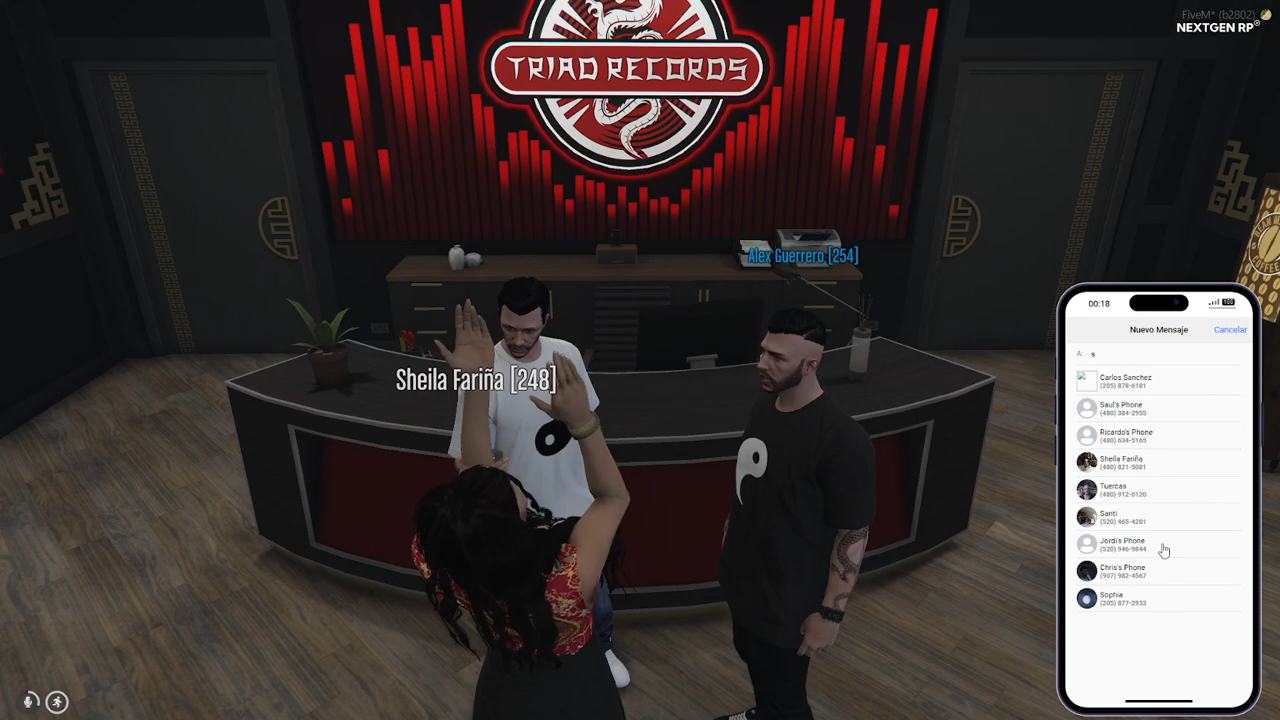 FiveM* (b2802)
NEXTGEN RP®
TRIAD RECORDS
Alex Guerrero [254]
Sheila Fariña [248]
COFFEE
00:18
100
Nuevo Mensaje
Cancelar
A: s
Carlos Sanchez
(205) 878-6181
Saul's Phone
(480) 384-2955
Ricardo's Phone
(480) 634-5165
Sheila Fariña
(480) 821-5081
Tuercas
(480) 912-0120
Santi
(520) 465-4281
Jordi's Phone
(520) 946-9844
Chris's Phone
(907) 982-4567
Sophia
(205) 877-2933